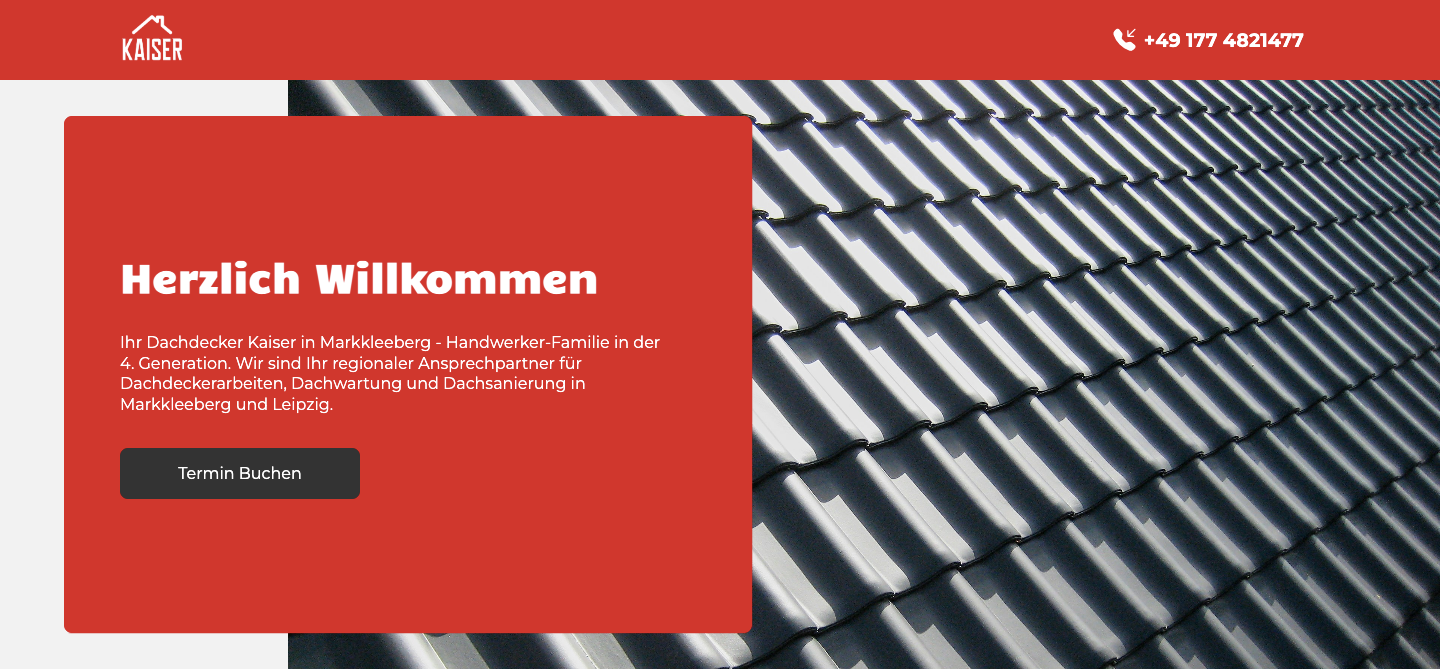 KAISER
+49 177 4821477
Herzlich Willkommen
Ihr Dachdecker Kaiser in Markkleeberg - Handwerker-Familie in der
4. Generation. Wir sind Ihr regionaler Ansprechpartner für
Dachdeckerarbeiten, Dachwartung und Dachsanierung in
Markkleeberg und Leipzig.
Termin Buchen